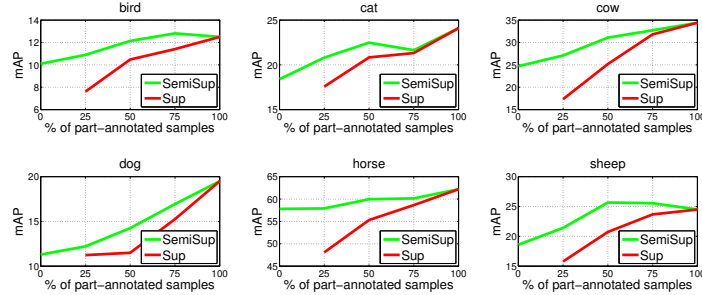 bird
14
12
10
8
6
mAP
0 25 50 75 100
% of part-annotated samples
SemiSup
Sup
cat
25
20
15
mAP
0 25 50 75 100
% of part-annotated samples
SemiSup
Sup
cow
35
30
25
20
15
mAP
0 25 50 75 100
% of part-annotated samples
SemiSup
Sup
dog
20
15
10
mAP
0 25 50 75 100
% of part-annotated samples
SemiSup
Sup
horse
65
60
55
50
45
mAP
0 25 50 75 100
% of part-annotated samples
SemiSup
Sup
sheep
30
25
20
15
mAP
0 25 50 75 100
% of part-annotated samples
SemiSup
Sup